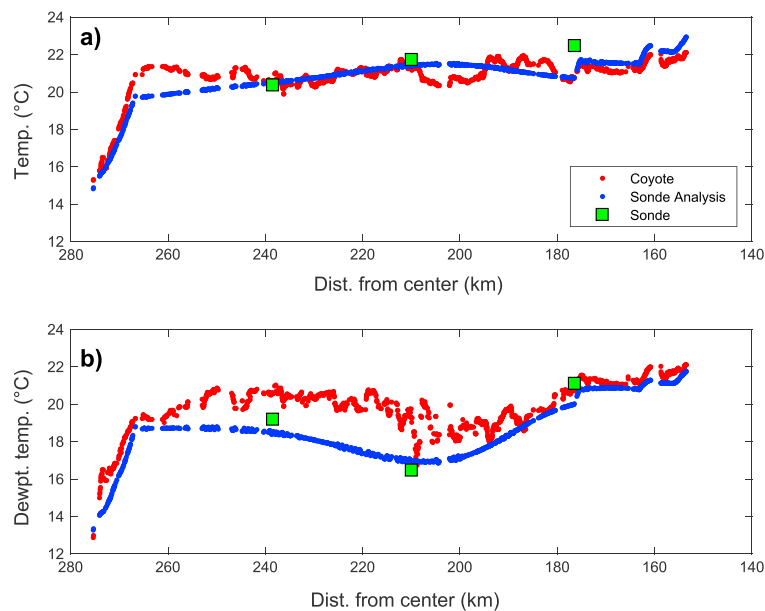 a)
24
22
20
18
16
14
12
Temp. (°C)
Coyote
Sonde Analysis
Sonde
280 260 240 220 200 180 160 140
Dist. from center (km)
b)
24
22
20
18
16
14
12
Dewpt. temp. (°C)
280 260 240 220 200 180 160 140
Dist. from center (km)